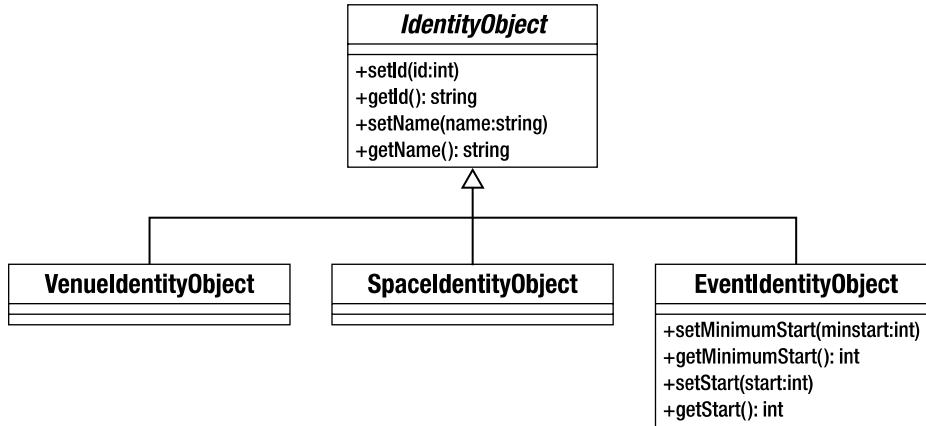 IdentityObject
+setId(id:int)
+getId(): string
+setName(name:string)
+getName(): string
VenueIdentityObject
SpaceIdentityObject
EventIdentityObject
+setMinimumStart(minstart:int)
+getMinimumStart(): int
+setStart(start:int)
+getStart(): int